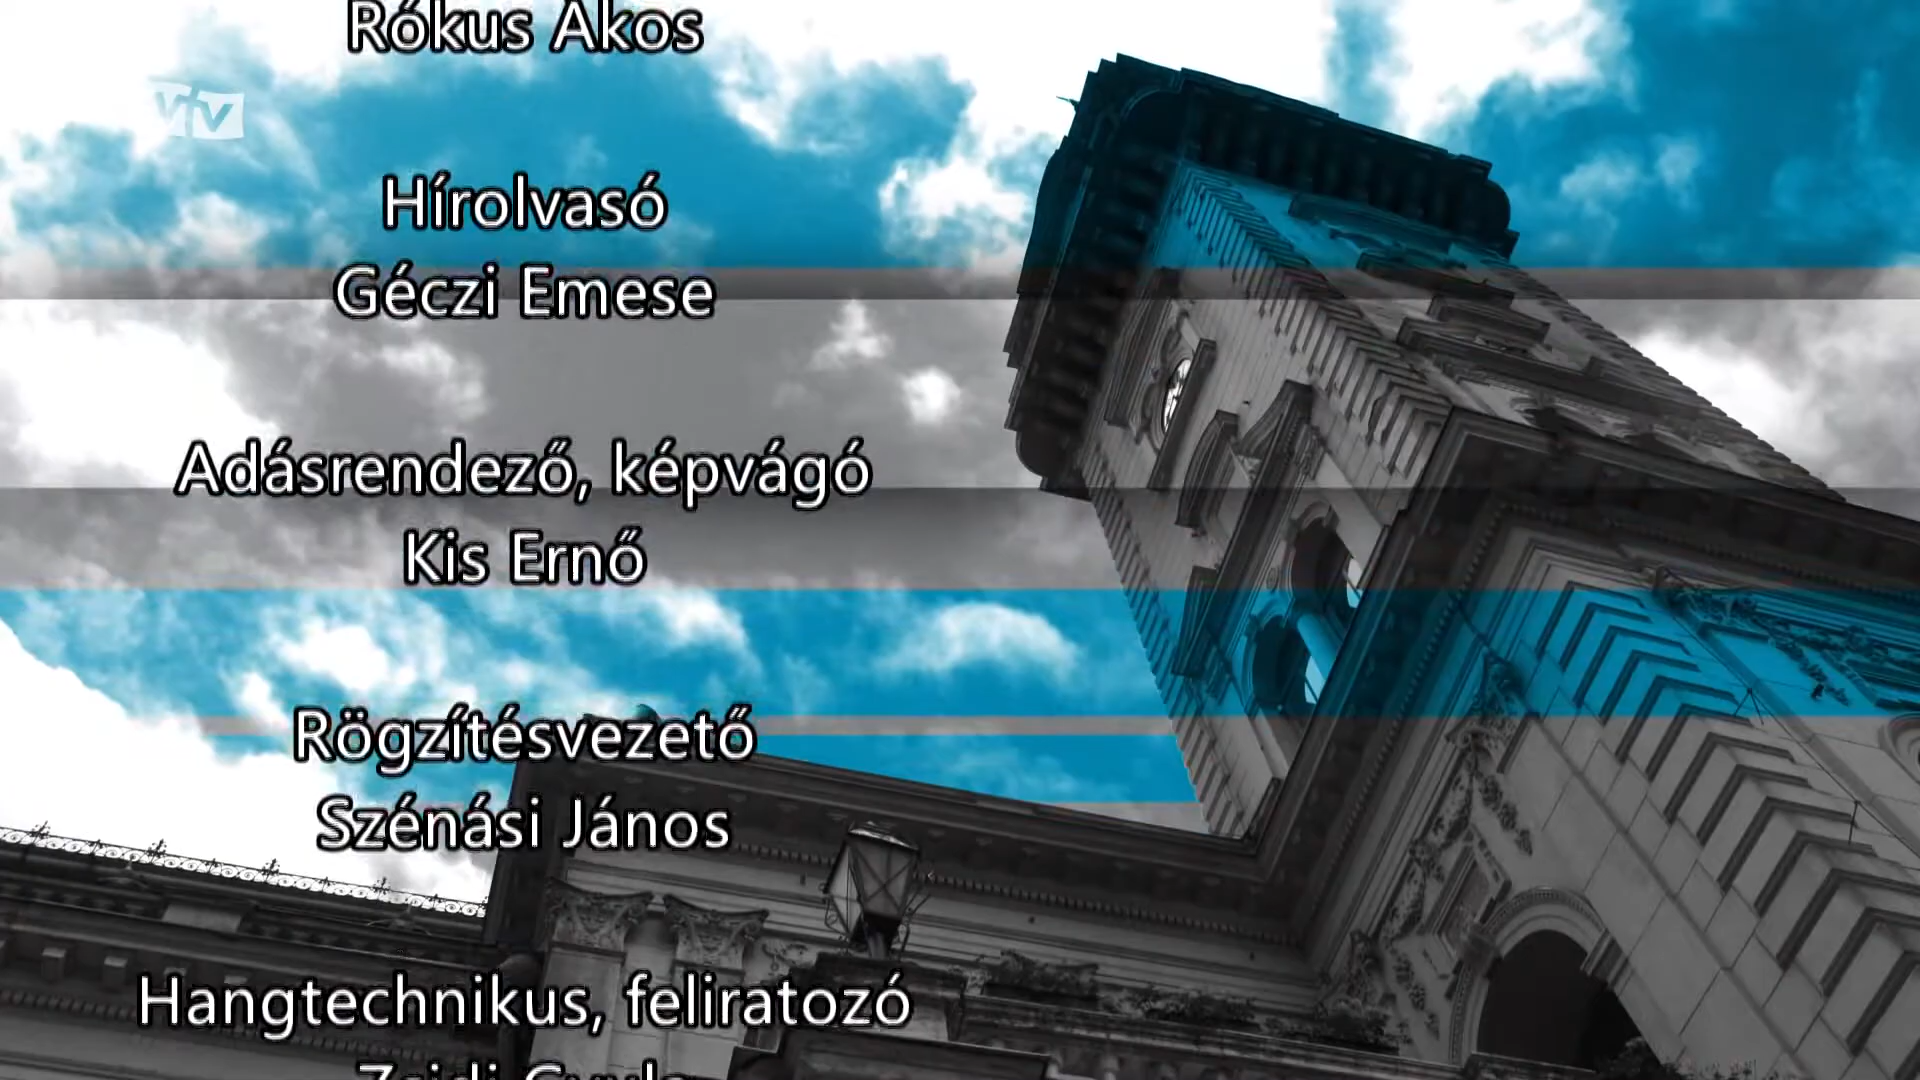 Rókus Ákos
Hírolvasó
Géczi Emese
Adásrendező, képvágó
Kis Ernő
Rögzítésvezető
Szénási János
Hangtechnikus, feliratozó